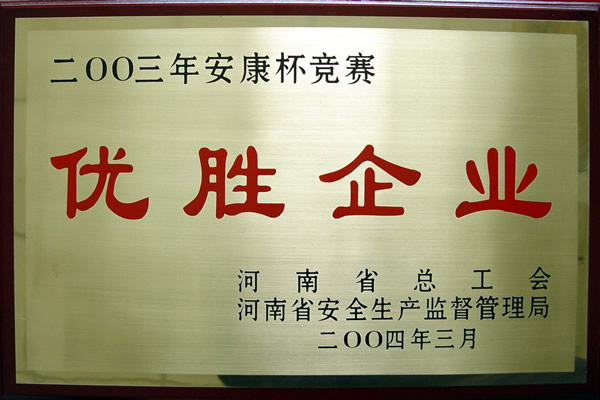 二OO三年安康杯竞赛
优胜企业
河南省总工会
河南省安全生产监督管理局
二OO四年三月